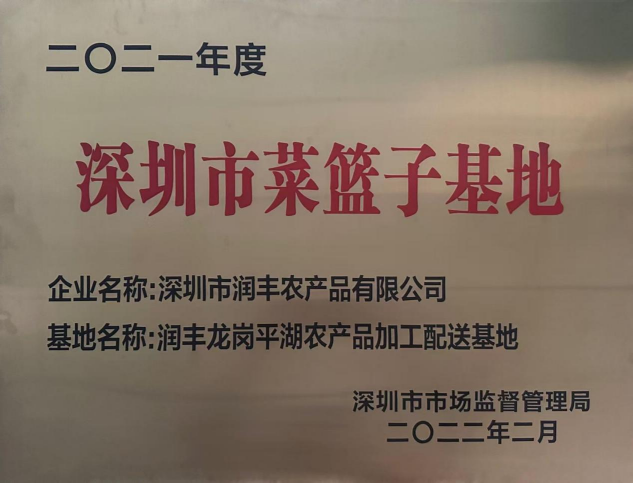 二〇二一年度
深圳市菜篮子基地
企业名称:深圳市润丰农产品有限公司
基地名称:润丰龙岗平湖农产品加工配送基地
深圳市市场监督管理局
二〇二二年二月